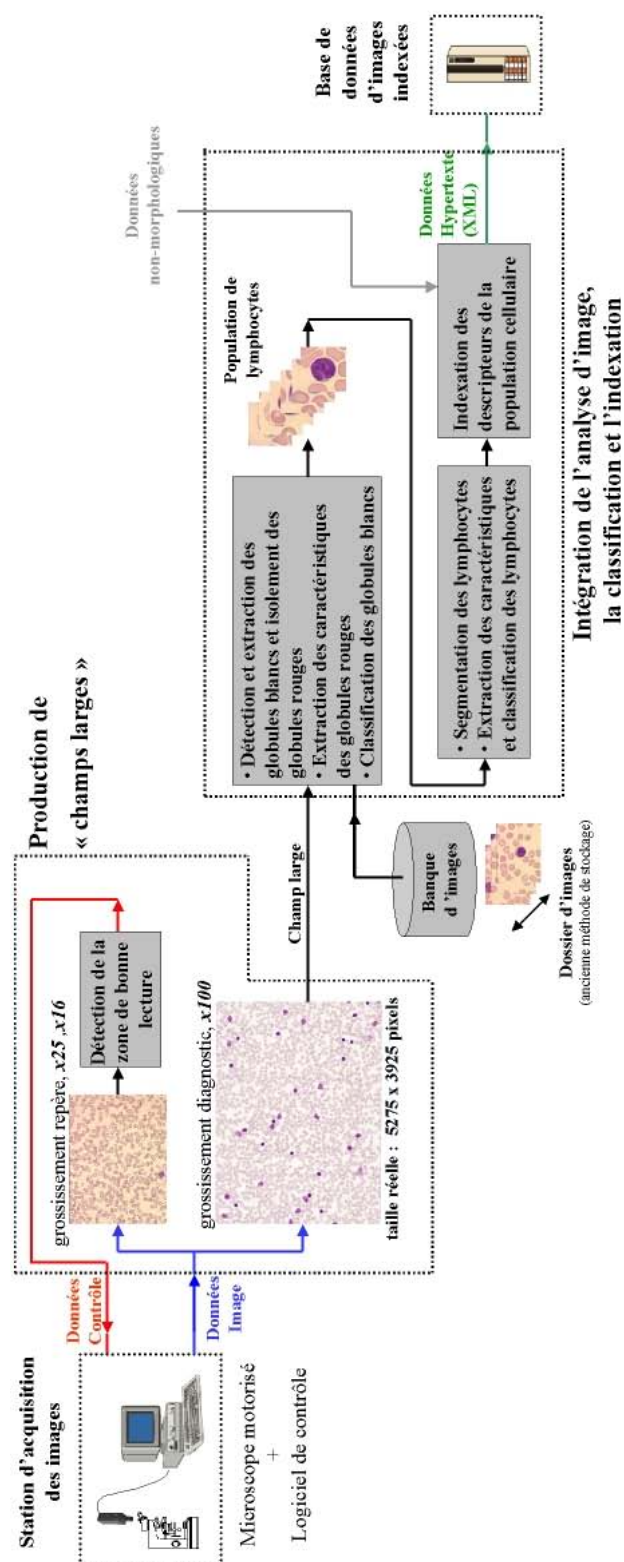 Station d'acquisition
des images
Microscope motorisé
+
Logiciel de contrôle
Données
Contrôle
Données
Image
Production de
« champs larges »
grossissement repère, x25 ,x16
Détection de la
zone de bonne
lecture
grossissement diagnostic, x100
taille réelle : 5275 x 3925 pixels
Champ large
Banque
d 'images
Dossier d'images
(ancienne méthode de stockage)
• Détection et extraction des
globules blancs et isolement des
globules rouges
• Extraction des caractéristiques
des globules rouges
• Classification des globules blancs
Population de
lymphocytes
• Segmentation des lymphocytes
• Extraction des caractéristiques
et classification des lymphocytes
Indexation des
descripteurs de la
population cellulaire
Données
non-morphologiques
Données
Hypertexte
(XML)
Intégration de l'analyse d'image,
la classification et l'indexation
Base de
données
d'images
indexées